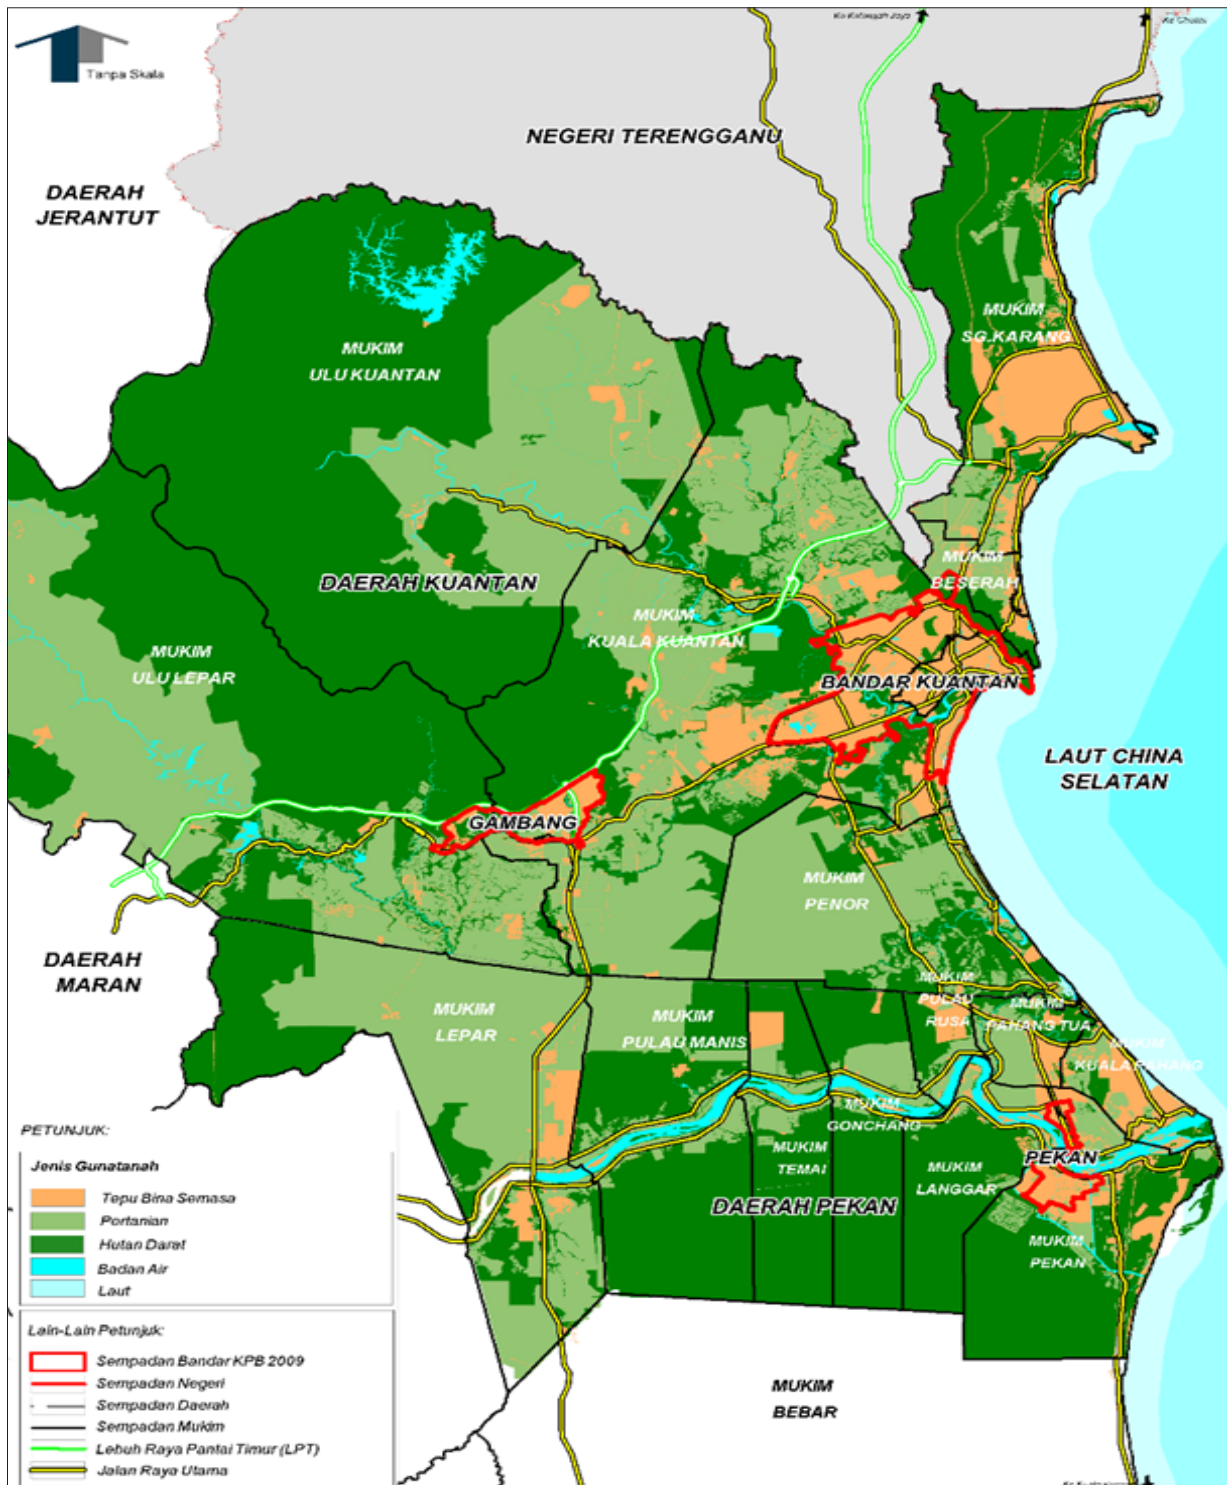 Ke Ketengah Jaya
Tanpa Skala
NEGERI TERENGGANU
DAERAH
JERANTUT
MUKIM
SG.KARANG
MUKIM
ULU KUANTAN
DAERAH KUANTAN
MUKIM
BESERAH
MUKIM
KUALA KUANTAN
MUKIM
ULU LEPAR
BANDAR KUANTAN
LAUT CHINA
SELATAN
GAMBANG
MUKIM
PENOR
DAERAH
MARAN
MUKIM
LEPAR
MUKIM
PULAU MANIS
MUKIM
PULAU
RUSA
MUKIM
PAHANG TUA
MUKIM
KUALA PAHANG
MUKIM
GONCHANG
MUKIM
TEMAI
MUKIM
LANGGAR
PEKAN
DAERAH PEKAN
MUKIM
PEKAN
MUKIM
BEBAR
PETUNJUK:
Jenis Gunatanah
Tepu Bina Semasa
Portanian
Hutan Darat
Badan Air
Laut
Lain-Lain Petunjuk:
Sempadan Bandar KPB 2009
Sempadan Negeri
Sempadan Daerah
Sempadan Mukim
Lebuh Raya Pantai Timur (LPT)
Jalan Raya Utama